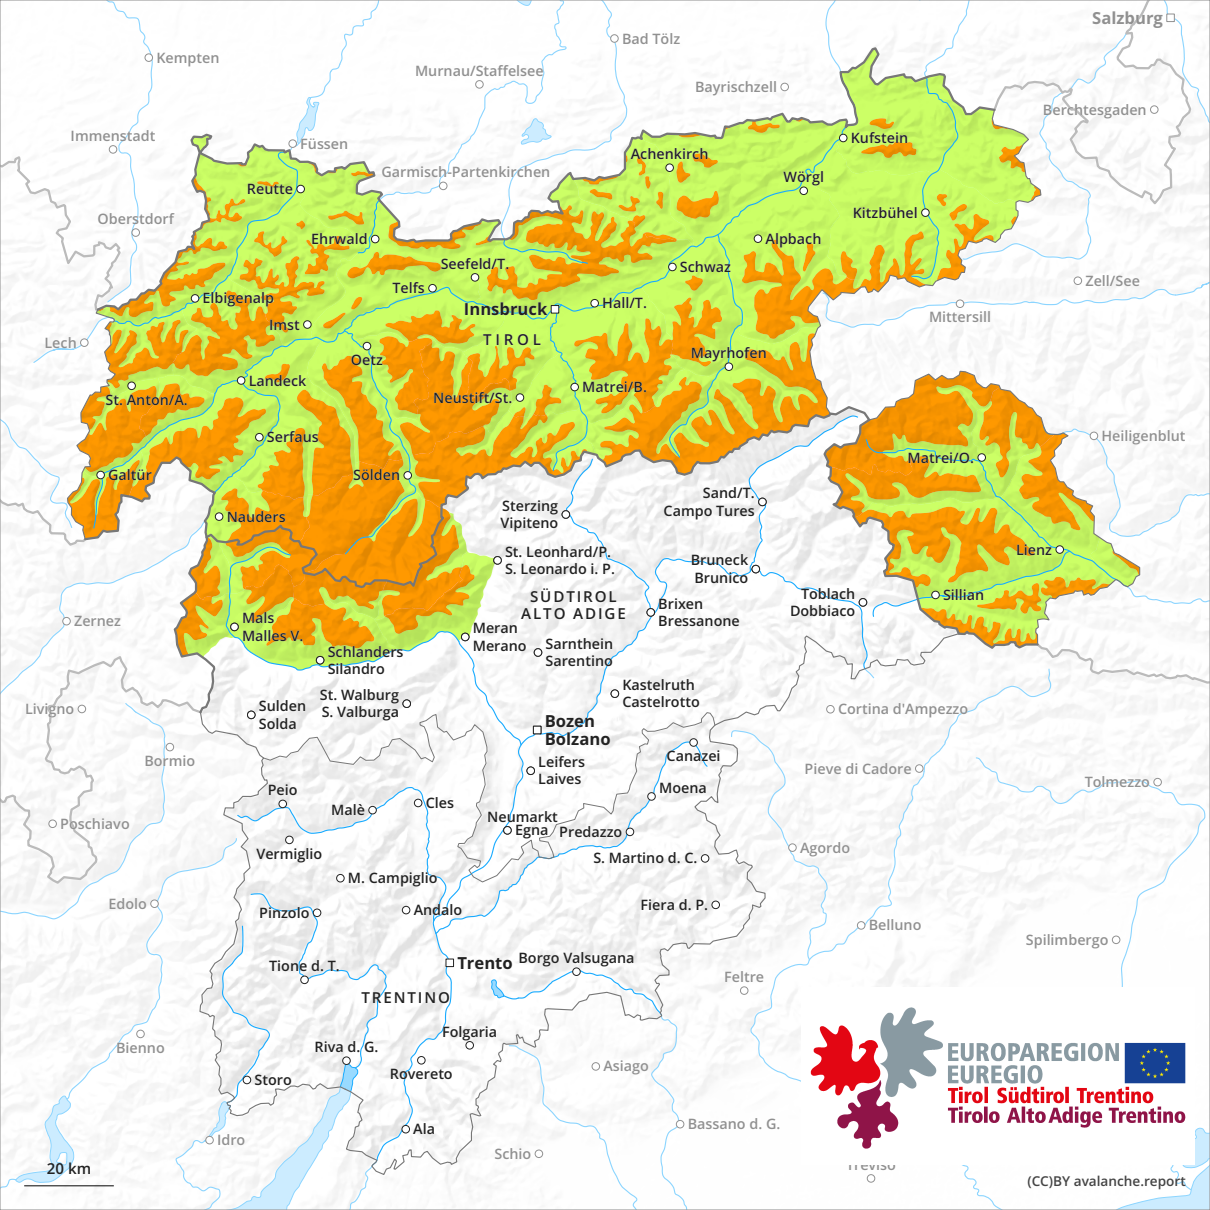 Salzburg
Bad Tölz
Kempten
Murnau/Staffelsee
Bayrischzell
Berchtesgaden
Immenstadt
Füssen
Kufstein
Achenkirch
Garmisch-Partenkirchen
Wörgl
Reutte
Oberstdorf
Kitzbühel
Ehrwald
Alpbach
Seefeld/T.
Schwaz
Zell/See
Telfs
Elbigenalp
Innsbruck
Hall/T.
Mittersill
Imst
TIROL
Lech
Oetz
Mayrhofen
Landeck
Matrei/B.
St. Anton/A.
Neustift/St.
Serfaus
Heiligenblut
Matrei/O.
Galtür
Sölden
Sand/T.
Campo Tures
Sterzing
Vipiteno
Nauders
Lienz
St. Leonhard/P.
S. Leonardo i. P.
Bruneck
Brunico
SÜDTIROL
ALTO ADIGE
Toblach
Dobbiaco
Sillian
Brixen
Bressanone
Zernez
Mals
Malles V.
Meran
Merano
Sarnthein
Sarentino
Schlanders
Silandro
Kastelruth
Castelrotto
St. Walburg
S. Valburga
Sulden
Solda
Livigno
Cortina d'Ampezzo
Bozen
Bolzano
Bormio
Canazei
Leifers
Laives
Pieve di Cadore
Tolmezzo
Peio
Moena
Malè
Cles
Neumarkt
Egna
Predazzo
Poschiavo
Vermiglio
S. Martino d. C.
Agordo
M. Campiglio
Edolo
Pinzolo
Andalo
Fiera d. P.
Belluno
Spilimbergo
Trento
Borgo Valsugana
Tione d. T.
Feltre
TRENTINO
Folgaria
Bienno
Riva d. G.
Rovereto
Asiago
Storo
EUROPAREGION
EUREGIO
Tirol Südtirol Trentino
Tirolo Alto Adige Trentino
Ala
Bassano d. G.
Idro
Schio
Treviso
20 km
(CC)BY avalanche.report